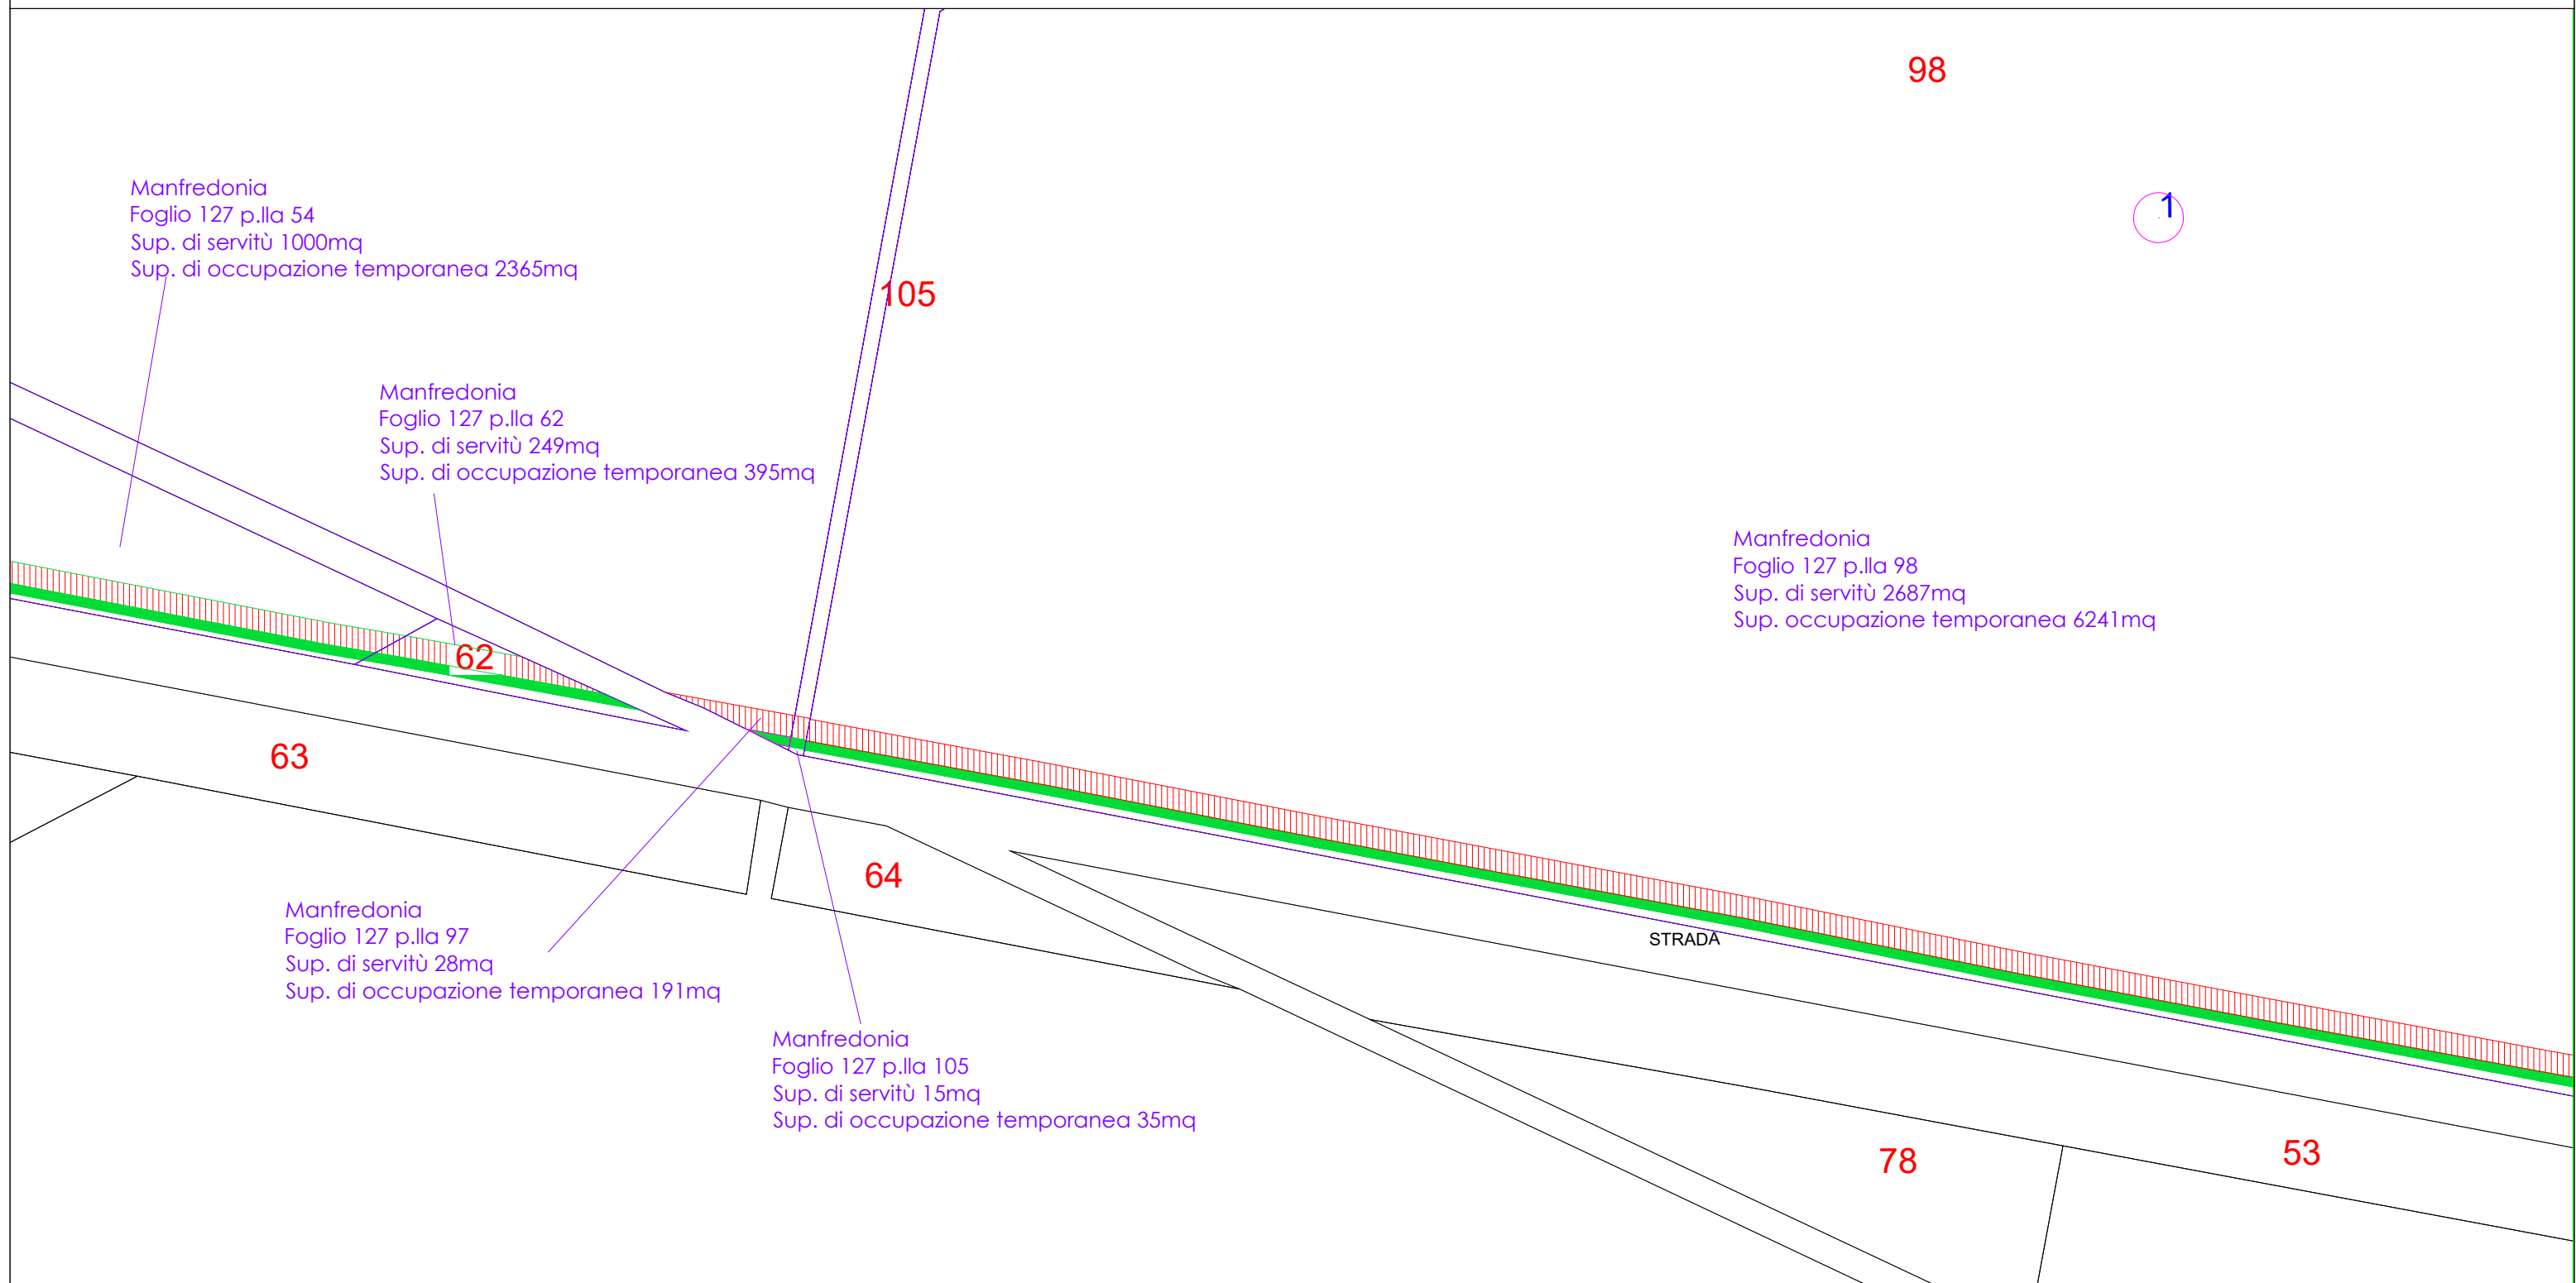 98
1
Manfredonia
Foglio 127 p.lla 54
Sup. di servitù 1000mq
Sup. di occupazione temporanea 2365mq
105
Manfredonia
Foglio 127 p.lla 62
Sup. di servitù 249mq
Sup. di occupazione temporanea 395mq
Manfredonia
Foglio 127 p.lla 98
Sup. di servitù 2687mq
Sup. occupazione temporanea 6241mq
62
63
64
Manfredonia
Foglio 127 p.lla 97
Sup. di servitù 28mq
Sup. di occupazione temporanea 191mq
STRADA
Manfredonia
Foglio 127 p.lla 105
Sup. di servitù 15mq
Sup. di occupazione temporanea 35mq
78
53